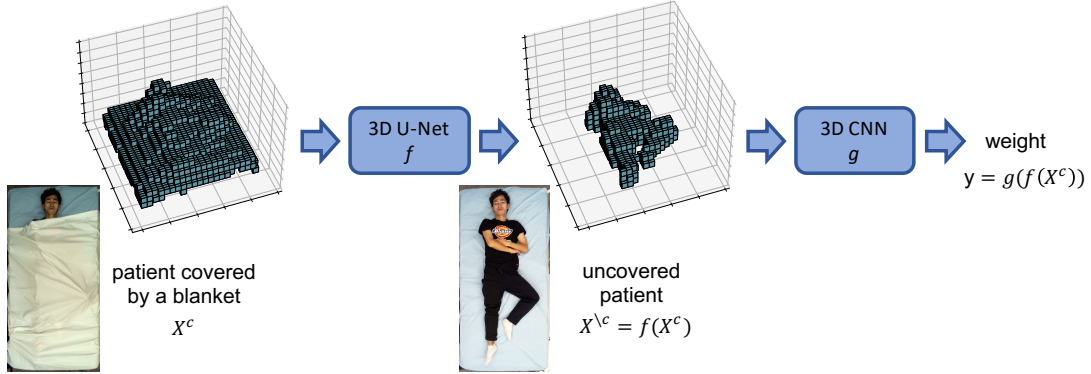 3D U-Net
f
3D CNN
g
weight
y = g(f(X^c))
patient covered
by a blanket
X^c
uncovered
patient
X^{\c} = f(X^c)